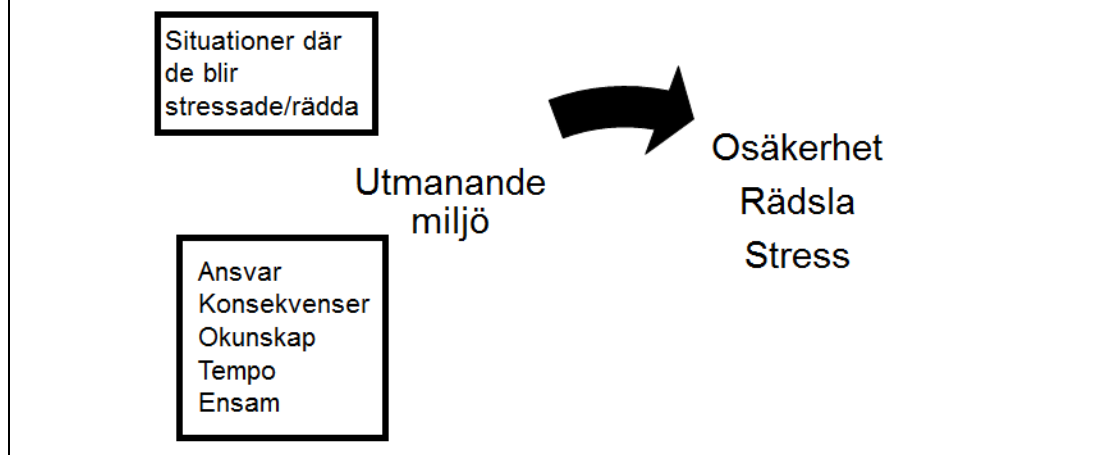 Situationer där
de blir
stressade/rädda
Utmanande
miljö
Osäkerhet
Rädsla
Stress
Ansvar
Konsekvenser
Okunskap
Tempo
Ensam